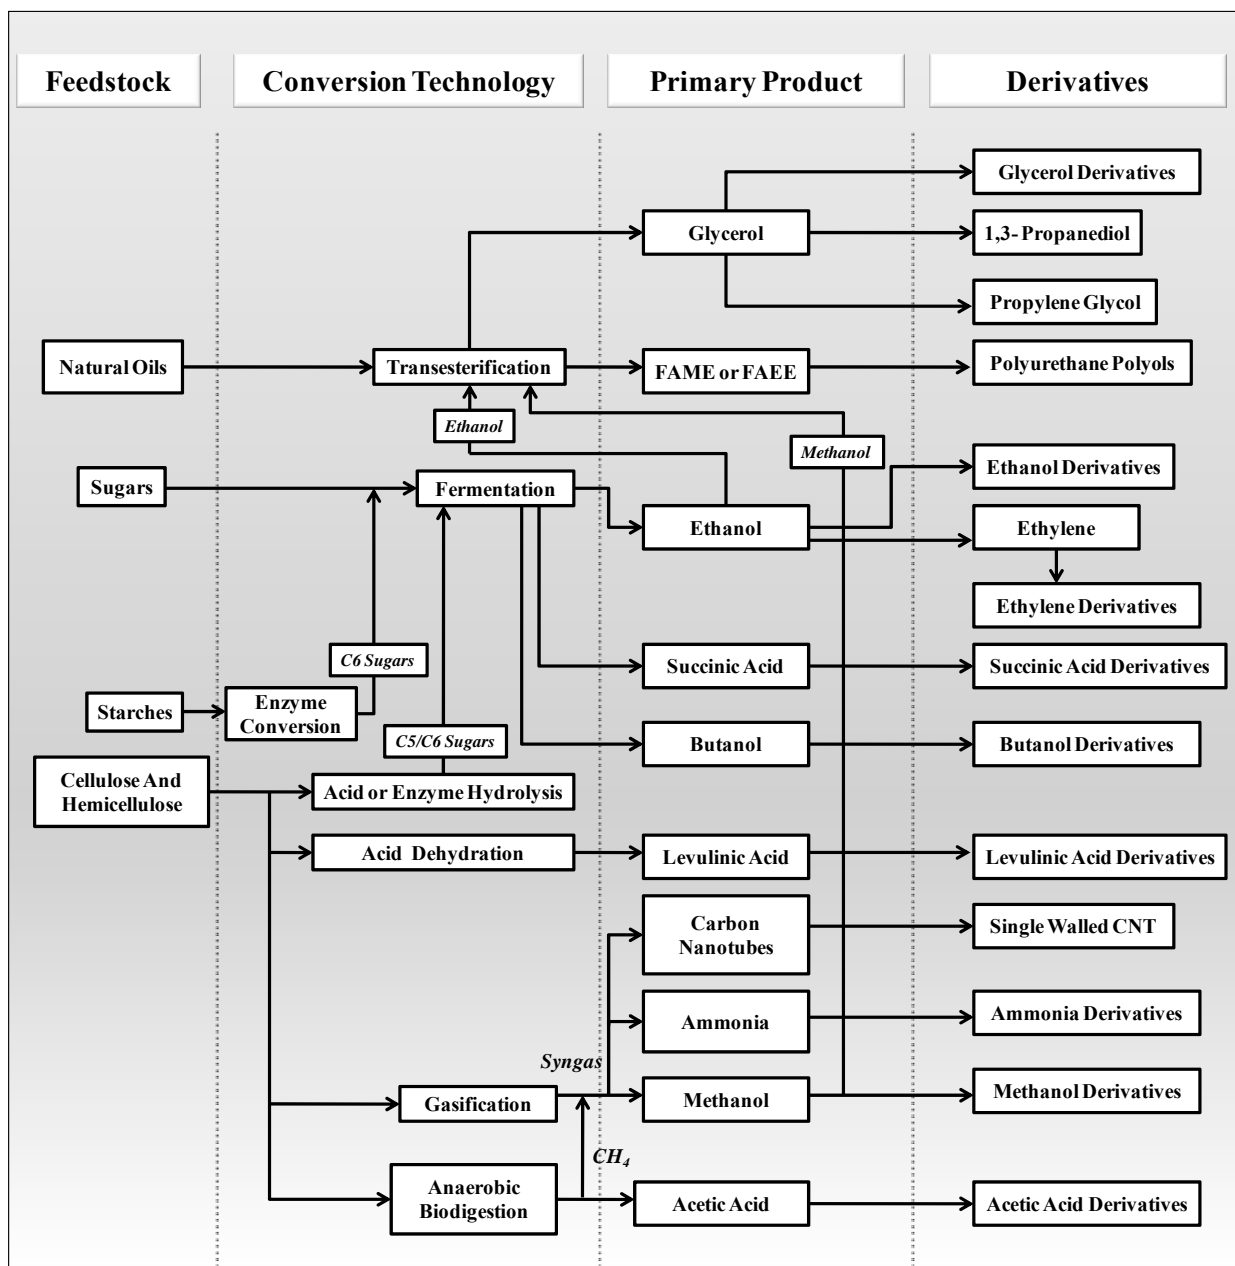 Feedstock
Conversion Technology
Primary Product
Derivatives
Glycerol Derivatives
Glycerol
1,3- Propanediol
Propylene Glycol
Natural Oils
Transesterification
FAME or FAEE
Polyurethane Polyols
Ethanol
Methanol
Sugars
Fermentation
Ethanol Derivatives
Ethanol
Ethylene
Ethylene Derivatives
C6 Sugars
Succinic Acid
Succinic Acid Derivatives
Starches
Enzyme
Conversion
C5/C6 Sugars
Butanol
Butanol Derivatives
Cellulose And
Hemicellulose
Acid or Enzyme Hydrolysis
Acid Dehydration
Levulinic Acid
Levulinic Acid Derivatives
Carbon
Nanotubes
Single Walled CNT
Ammonia
Ammonia Derivatives
Syngas
Gasification
Methanol
Methanol Derivatives
CH4
Anaerobic
Biodigestion
Acetic Acid
Acetic Acid Derivatives